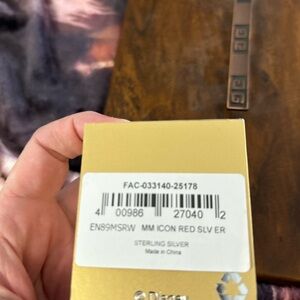 FAC-033140-25178
4 00986 27040 2
EN89MSRW MM ICON RED SLV ER
STERLING SILVER
Made in China